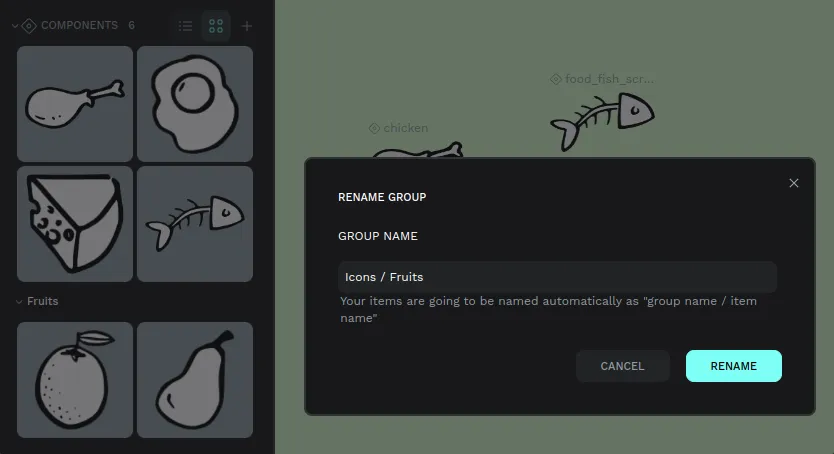 COMPONENTS 6
food_fish_scr...
chicken
RENAME GROUP
GROUP NAME
Icons / Fruits
Your items are going to be named automatically as "group name / item
name"
Fruits
CANCEL
RENAME